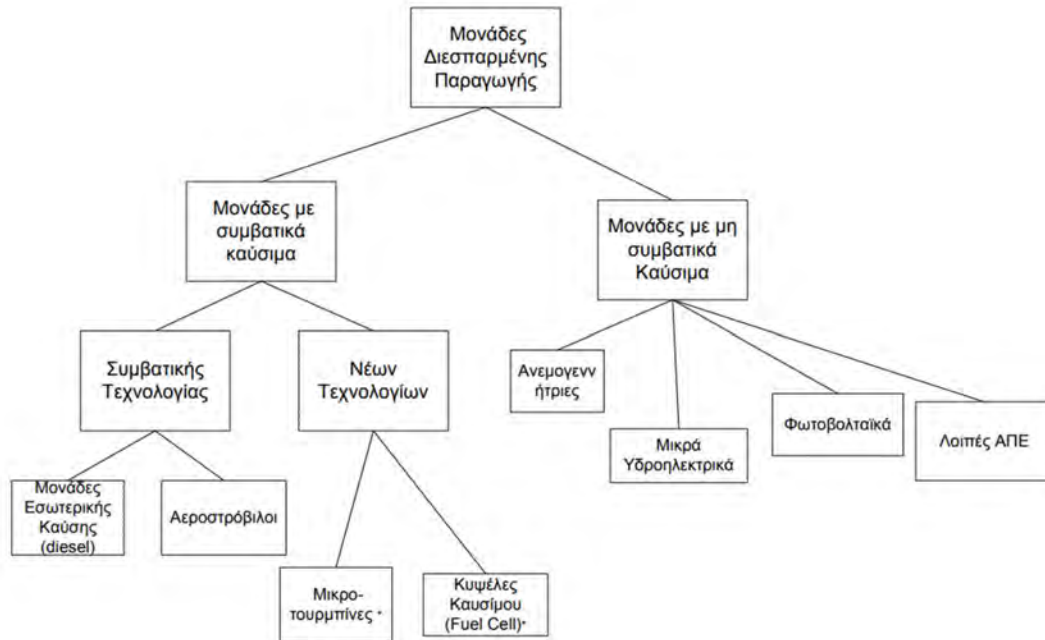 Μονάδες
Διεσπαρμένης
Παραγωγής
Μονάδες με
συμβατικά
καύσιμα
Μονάδες με μη
συμβατικά
Καύσιμα
Συμβατικής
Τεχνολογίας
Νέων
Τεχνολογίων
Ανεμογενν
ήτριες
Μικρά
Υδροηλεκτρικά
Φωτοβολταϊκά
Λοιπές ΑΠΕ
Μονάδες
Εσωτερικής
Καύσης
(diesel)
Αεροστρόβιλοι
Μικρο-
τουρμπίνες *
Κυψέλες
Καυσίμου
(Fuel Cell)*